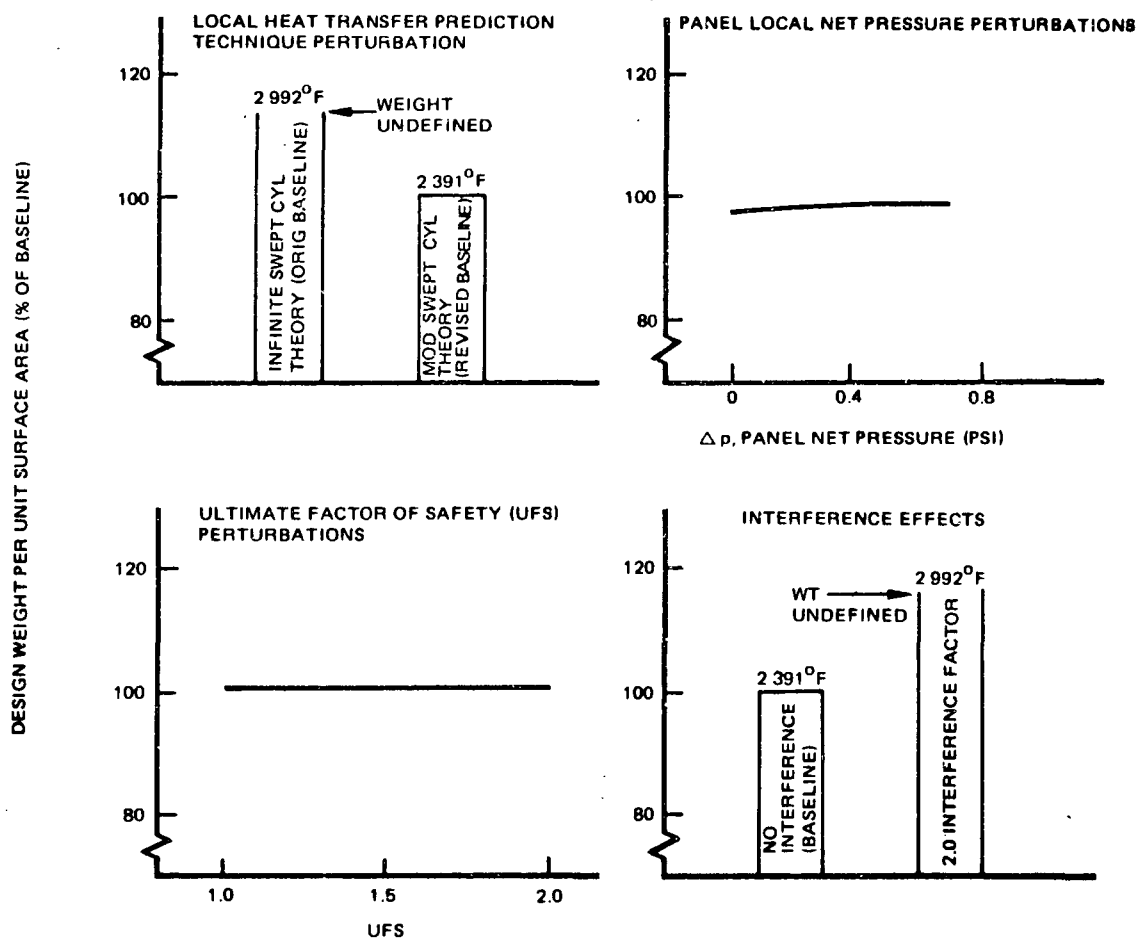 DESIGN WEIGHT PER UNIT SURFACE AREA (% OF BASELINE)
LOCAL HEAT TRANSFER PREDICTION
TECHNIQUE PERTURBATION
120
100
80
2 992°F
WEIGHT
UNDEFINED
INFINITE SWEPT CYL
THEORY (ORIG BASELINE)
2 391°F
MOD SWEPT CYL
THEORY
(REVISED BASELINE)
PANEL LOCAL NET PRESSURE PERTURBATIONS
120
100
80
0
0.4
0.8
Δp, PANEL NET PRESSURE (PSI)
ULTIMATE FACTOR OF SAFETY (UFS)
PERTURBATIONS
120
100
80
1.0
1.5
2.0
UFS
INTERFERENCE EFFECTS
120
100
80
2 992°F
WT
UNDEFINED
2 391°F
NO
INTERFERENCE
(BASELINE)
2.0 INTERFERENCE FACTOR